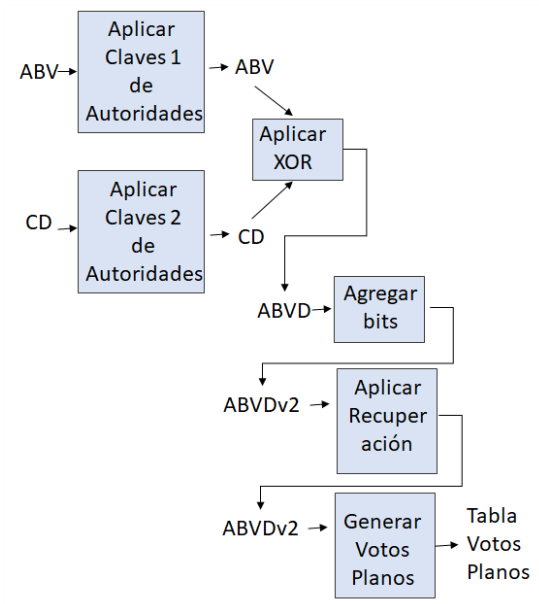 ABV
Aplicar
Claves 1
de
Autoridades
ABV
Aplicar
XOR
CD
Aplicar
Claves 2
de
Autoridades
CD
ABVD
Agregar
bits
ABVDv2
Aplicar
Recuper
ación
ABVDv2
Generar
Votos
Planos
Tabla
Votos
Planos